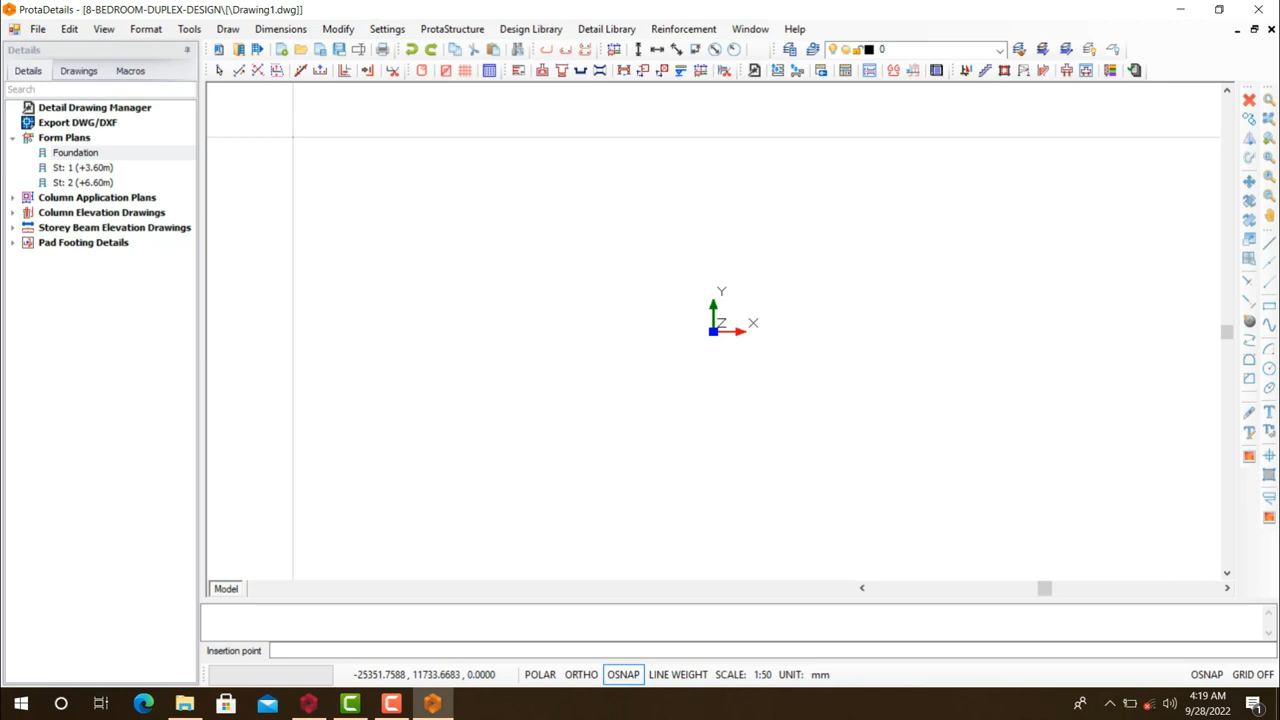 ProtaDetails - [8-BEDROOM-DUPLEX-DESIGN\[\Drawing1.dwg]]
File Edit View Format Tools Draw Dimensions Modify Settings ProtaStructure Design Library Detail Library Reinforcement Window Help
Details
0
Details Drawings Macros
Search
Detail Drawing Manager
Export DWG/DXF
Form Plans
Foundation
St: 1 (+3.60m)
St: 2 (+6.60m)
Column Application Plans
Column Elevation Drawings
Storey Beam Elevation Drawings
Pad Footing Details
Y
Z X
Model
Insertion point
-25351.7588, 11733.6683, 0.0000 POLAR ORTHO OSNAP LINE WEIGHT SCALE: 1:50 UNIT: mm OSNAP GRID OFF
4:19 AM
9/28/2022
1